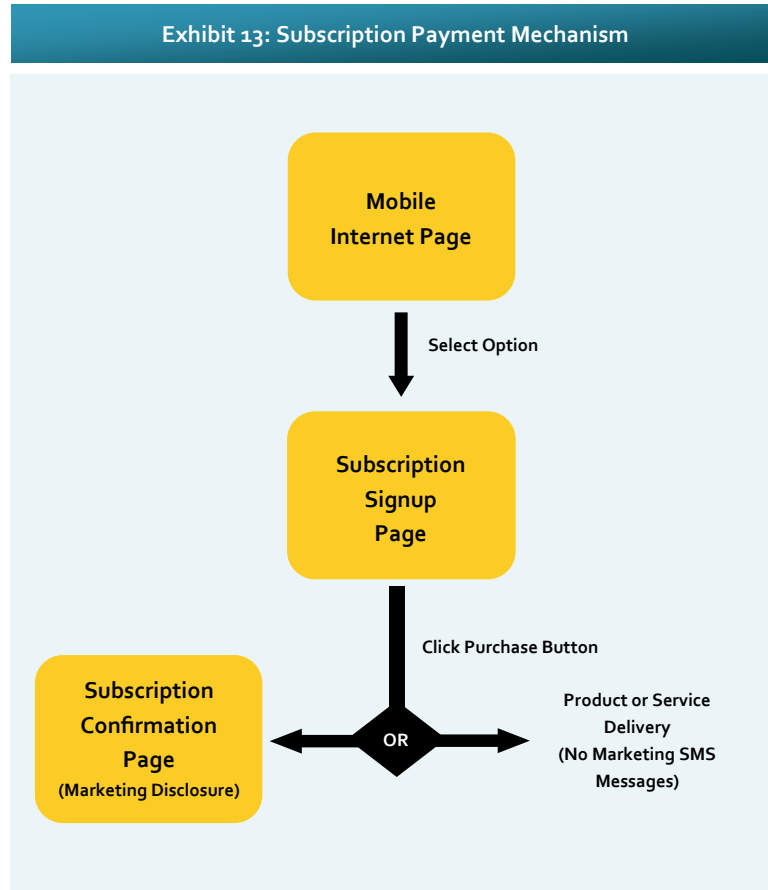 Exhibit 13: Subscription Payment Mechanism
Mobile
Internet Page
Select Option
Subscription
Signup
Page
Click Purchase Button
Subscription
Confirmation
Page
(Marketing Disclosure)
OR
Product or Service
Delivery
(No Marketing SMS
Messages)